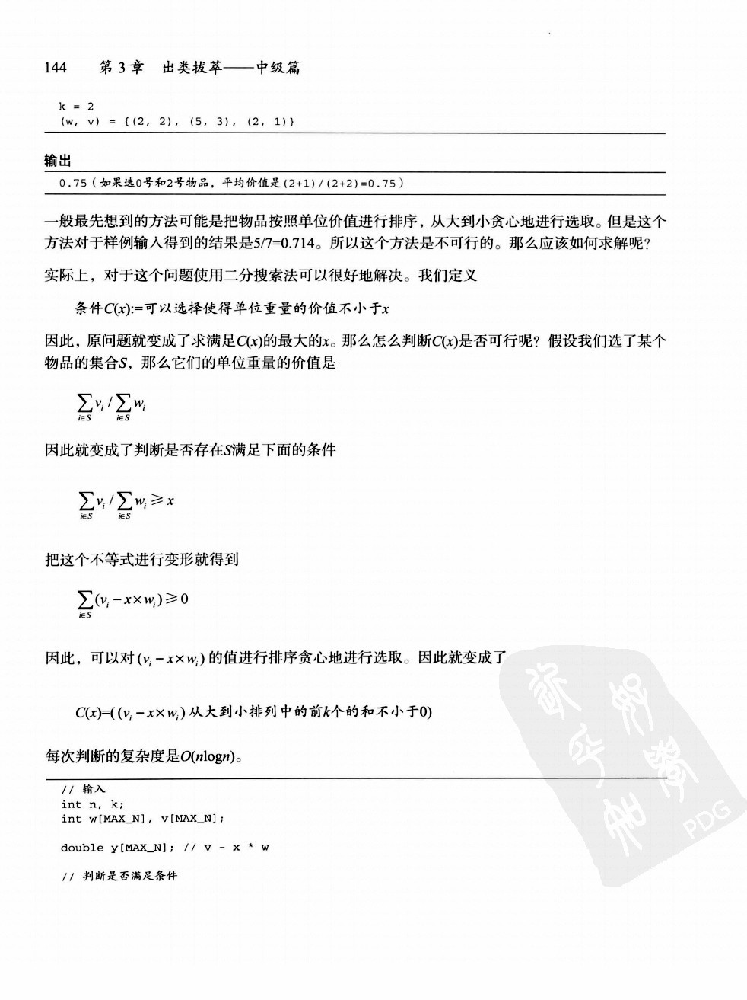 144 第 3 章 出类拔萃——中级篇
k = 2
(w, v) = {(2, 2), (5, 3), (2, 1)}
输出
0.75(如果选0号和2号物品，平均价值是(2+1)/(2+2)=0.75)
一般最先想到的方法可能是把物品按照单位价值进行排序，从大到小贪心地进行选取。但是这个
方法对于样例输入得到的结果是5/7=0.714。所以这个方法是不可行的。那么应该如何求解呢?
实际上，对于这个问题使用二分搜索法可以很好地解决。我们定义
条件C(x):=可以选择使得单位重量的价值不小于x
因此，原问题就变成了求满足C(x)的最大的x。那么怎么判断C(x)是否可行呢? 假设我们选了某个
物品的集合S，那么它们的单位重量的价值是
∑v_i / ∑w_i
i∈S i∈S
因此就变成了判断是否存在S满足下面的条件
∑v_i / ∑w_i ≥ x
i∈S i∈S
把这个不等式进行变形就得到
∑(v_i − x×w_i) ≥ 0
i∈S
因此，可以对 (v_i − x×w_i) 的值进行排序贪心地进行选取。因此就变成了
C(x)=((v_i − x×w_i) 从大到小排列中的前k个的和不小于0)
每次判断的复杂度是O(nlogn)。
// 输入
int n, k;
int w[MAX_N], v[MAX_N];
double y[MAX_N]; // v - x * w
// 判断是否满足条件
PDG